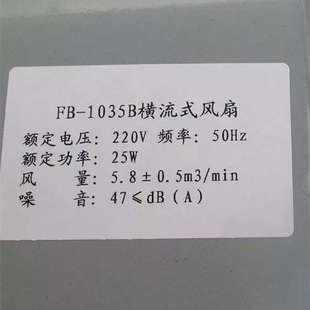 FB-1035B横流式风扇
额定电压: 220V 频率: 50Hz
额定功率: 25W
风 量: 5.8±0.5m3/min
噪 音: 47≤dB(A)